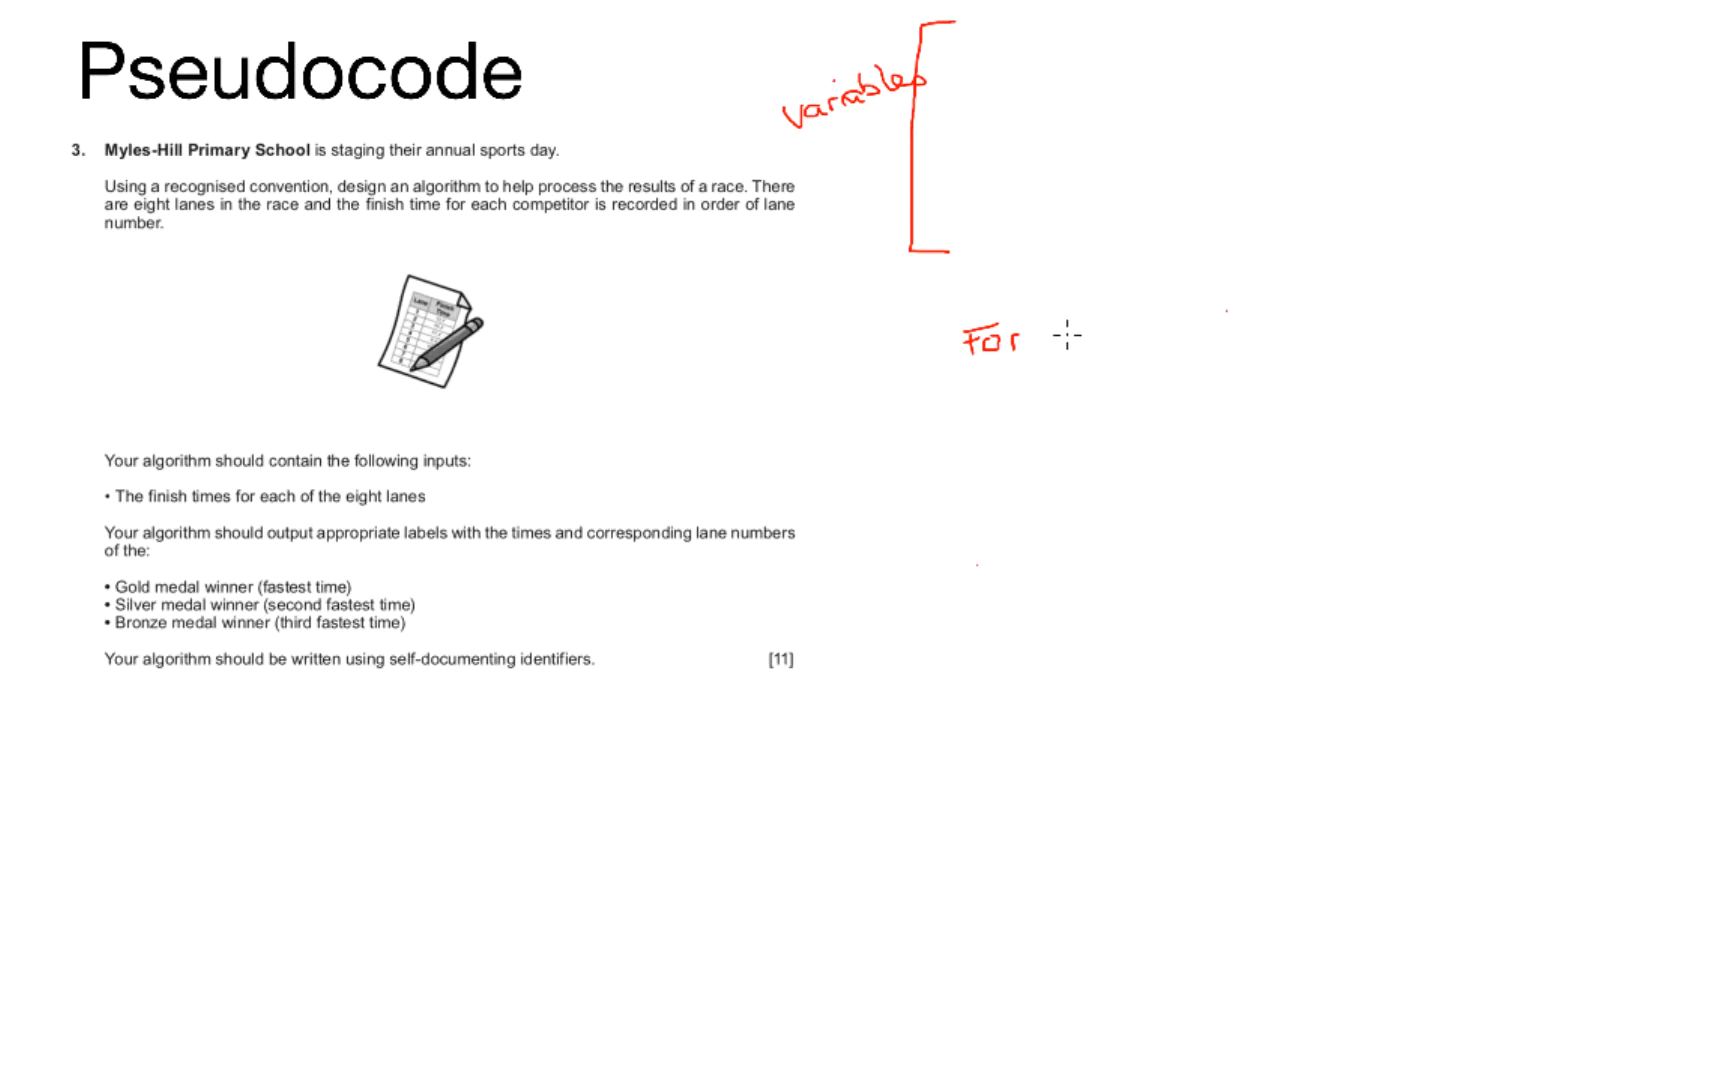 Pseudocode
variables
3. Myles-Hill Primary School is staging their annual sports day.
Using a recognised convention, design an algorithm to help process the results of a race. There
are eight lanes in the race and the finish time for each competitor is recorded in order of lane
number.
Lane Finish Time
For
Your algorithm should contain the following inputs:
• The finish times for each of the eight lanes
Your algorithm should output appropriate labels with the times and corresponding lane numbers
of the:
• Gold medal winner (fastest time)
• Silver medal winner (second fastest time)
• Bronze medal winner (third fastest time)
Your algorithm should be written using self-documenting identifiers. [11]